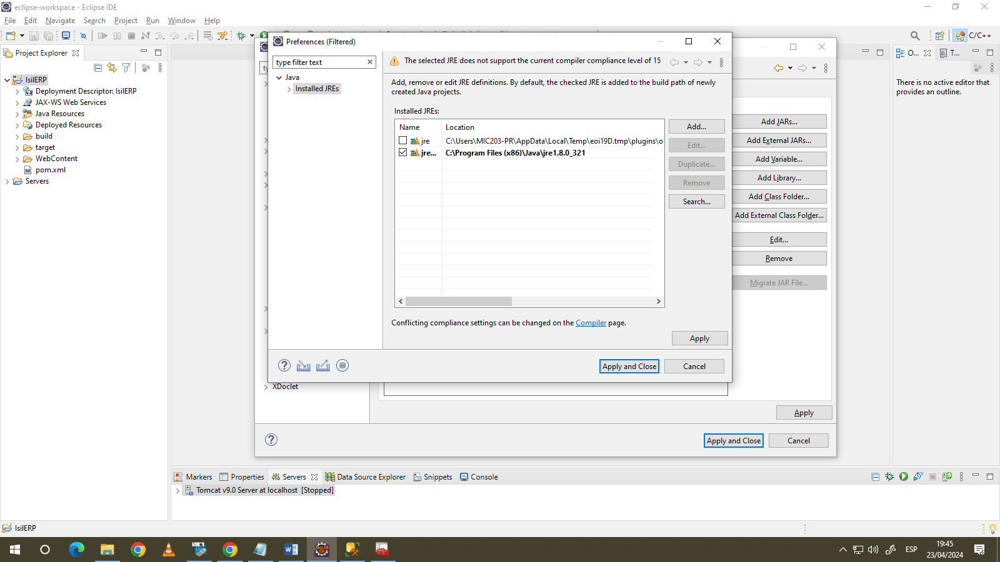 eclipse-workspace - Eclipse IDE
File Edit Navigate Search Project Run Window Help
C/C++
Project Explorer
IsilERP
Deployment Descriptor: IsilERP
JAX-WS Web Services
Java Resources
Deployed Resources
build
target
WebContent
pom.xml
Servers
Preferences (Filtered)
type filter text
Java
Installed JREs
The selected JRE does not support the current compiler compliance level of 15
Add, remove or edit JRE definitions. By default, the checked JRE is added to the build path of newly
created Java projects.
Installed JREs:
Name Location
jre C:\Users\MIC203-PR\AppData\Local\Temp\eoi19D.tmp\plugins\o
jre... C:\Program Files (x86)\Java\jre1.8.0_321
Add...
Edit...
Duplicate...
Remove
Search...
Conflicting compliance settings can be changed on the Compiler page.
Apply
Apply and Close Cancel
ty
Add JARs...
Add External JARs...
Add Variable...
Add Library...
Add Class Folder...
Add External Class Folder...
Edit...
Remove
Migrate JAR File...
XDoclet
Apply
Apply and Close Cancel
O... T...
There is no active editor that
provides an outline.
Markers Properties Servers Data Source Explorer Snippets Console
Tomcat v9.0 Server at localhost [Stopped]
IsilERP
ESP
19:45
23/04/2024